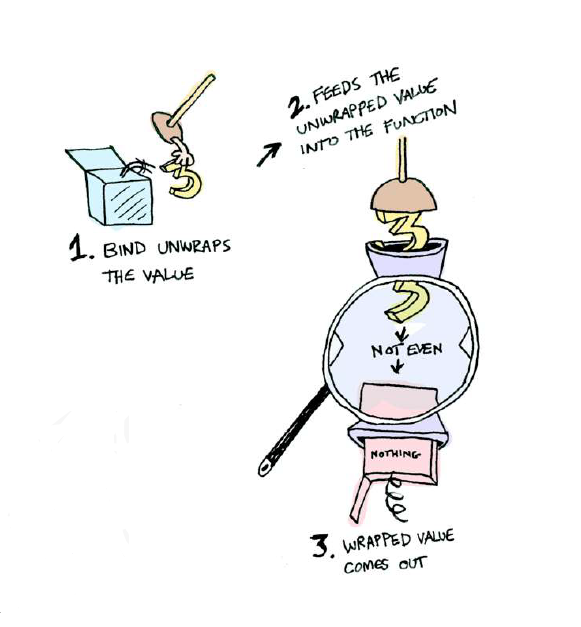 3
1. BIND UNWRAPS
THE VALUE
2. FEEDS THE
UNWRAPPED VALUE
INTO THE FUNCTION
3
3
NOT EVEN
NOTHING
3. WRAPPED VALUE
COMES OUT